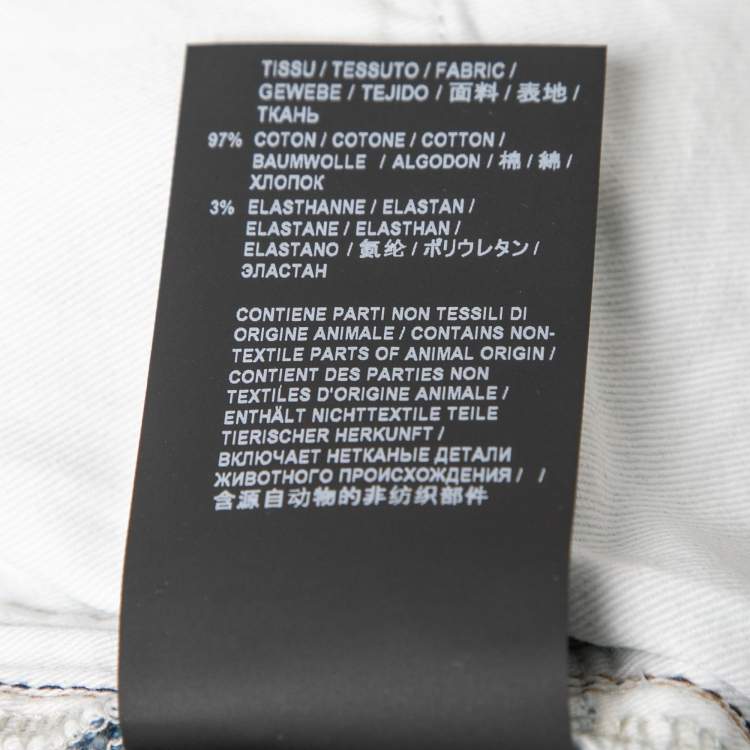 TISSU / TESSUTO / FABRIC /
GEWEBE / TEJIDO / 面料 / 表地 /
ТКАНЬ
97% COTON / COTONE / COTTON /
BAUMWOLLE / ALGODON / 棉 / 綿 /
ХЛОПОК
3% ELASTHANNE / ELASTAN /
ELASTANE / ELASTHAN /
ELASTANO / 氨纶 / ポリウレタン /
ЭЛАСТАН
CONTIENE PARTI NON TESSILI DI
ORIGINE ANIMALE / CONTAINS NON-
TEXTILE PARTS OF ANIMAL ORIGIN /
CONTIENT DES PARTIES NON
TEXTILES D'ORIGINE ANIMALE /
ENTHÄLT NICHTTEXTILE TEILE
TIERISCHER HERKUNFT /
ВКЛЮЧАЕТ НЕТКАНЫЕ ДЕТАЛИ
ЖИВОТНОГО ПРОИСХОЖДЕНИЯ / /
含源自动物的非纺织部件